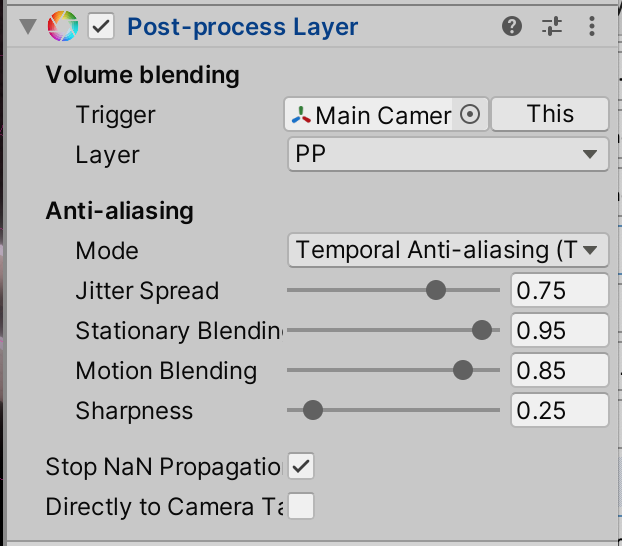 Post-process Layer
Volume blending
Trigger Main Camer This
Layer PP
Anti-aliasing
Mode Temporal Anti-aliasing (T
Jitter Spread 0.75
Stationary Blendin 0.95
Motion Blending 0.85
Sharpness 0.25
Stop NaN Propagatio
Directly to Camera Ta